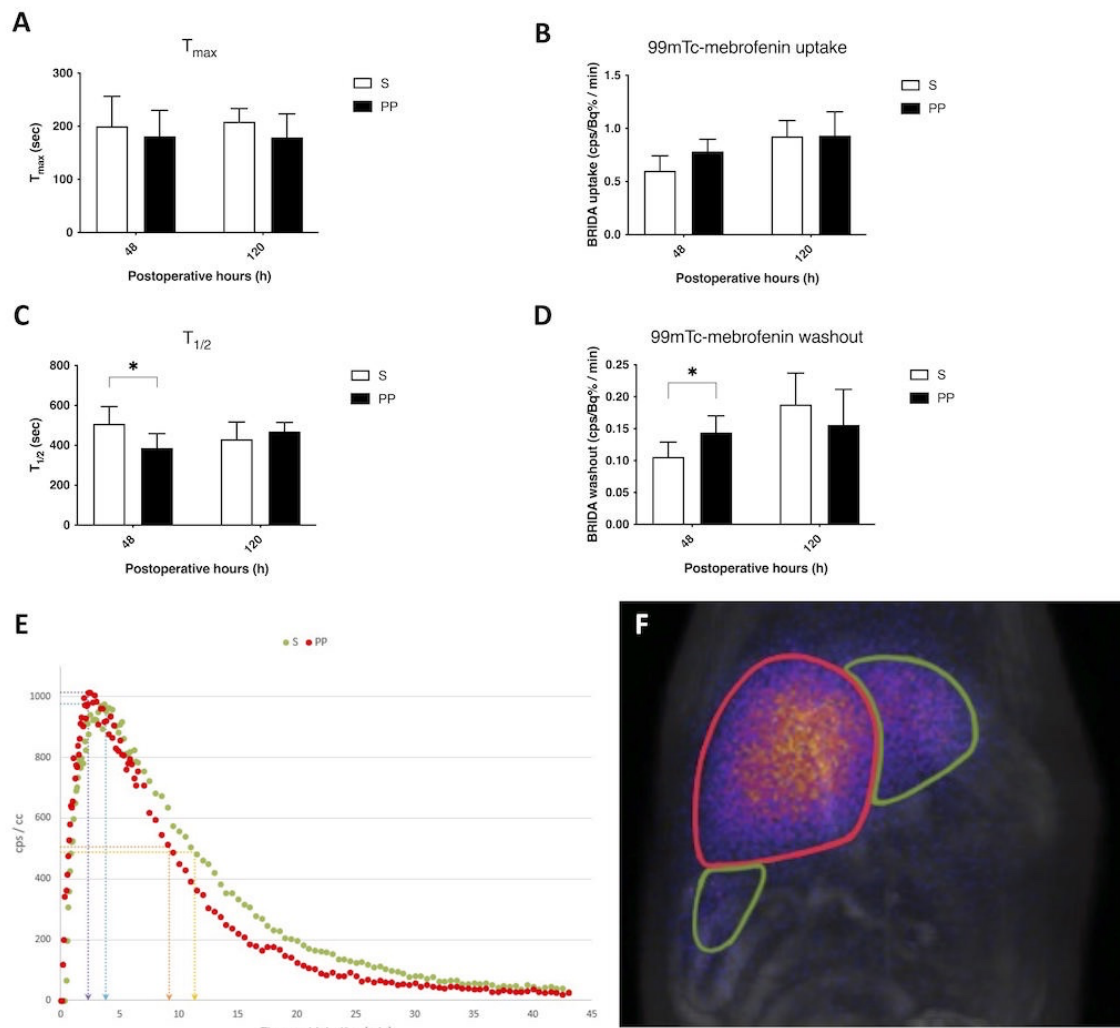 A
T_max
300
200
100
0
T_max (sec)
48
120
Postoperative hours (h)
S
PP
B
99mTc-mebrofenin uptake
1.5
1.0
0.5
0.0
BRIDA uptake (cps/Bq% / min)
48
120
Postoperative hours (h)
S
PP
C
T_1/2
800
600
400
200
0
T_1/2 (sec)
*
48
120
Postoperative hours (h)
S
PP
D
99mTc-mebrofenin washout
0.25
0.20
0.15
0.10
0.05
0.00
BRIDA washout (cps/Bq% / min)
*
48
120
Postoperative hours (h)
S
PP
E
S PP
1000
800
600
400
200
0
cps / cc
0 5 10 15 20 25 30 35 40 45
F